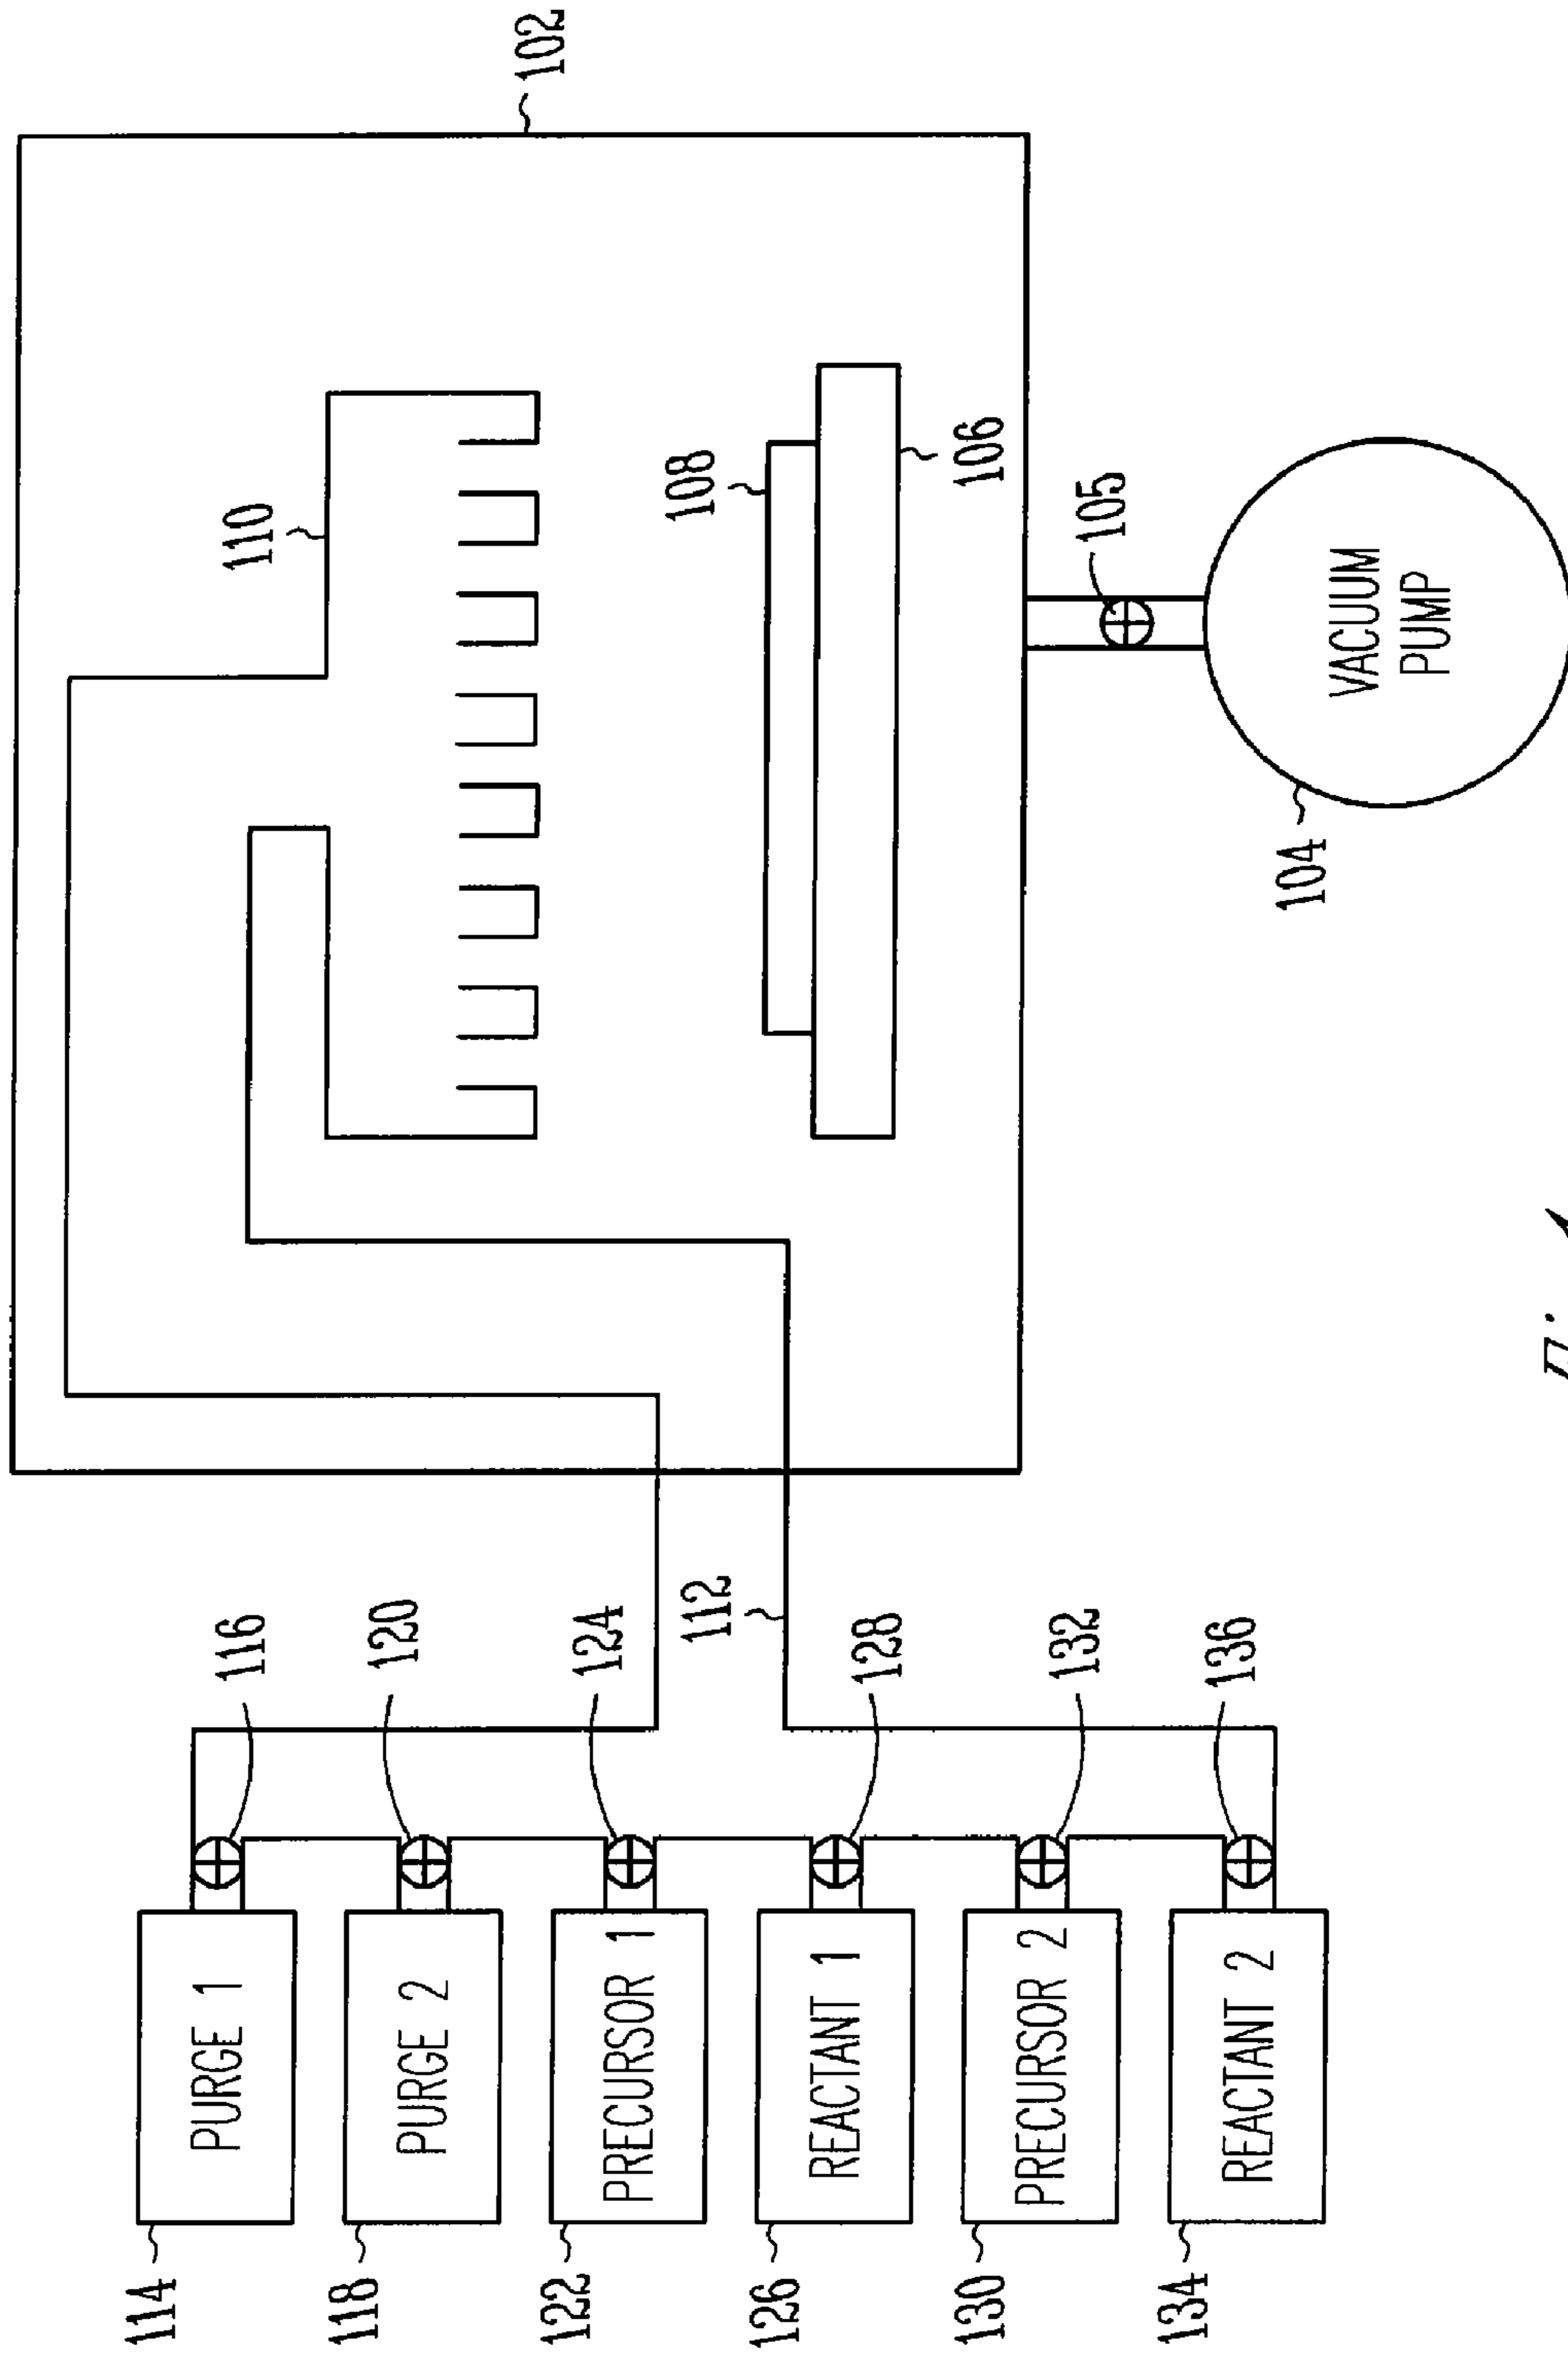 114
PURGE 1
116
118
PURGE 2
120
122
PRECURSOR 1
124
126
REACTANT 1
128
130
PRECURSOR 2
132
134
REACTANT 2
136
112
110
102
108
106
105
104
VACUUM
PUMP